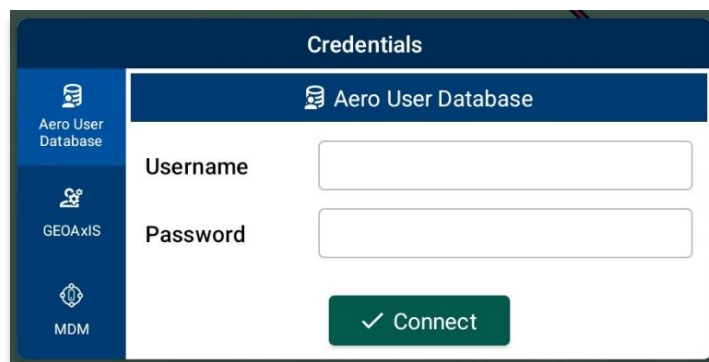 Credentials
Aero User
Database
GEOAxIS
MDM
Aero User Database
Username
Password
Connect